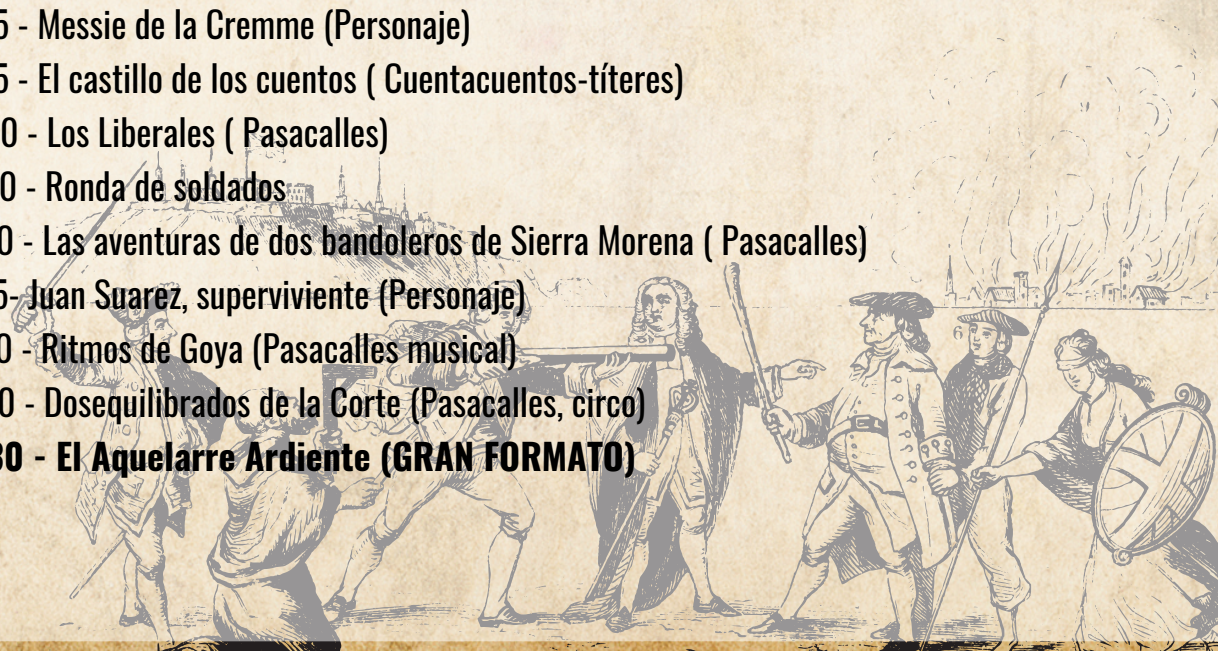 5 - Messie de la Cremme (Personaje)
5 - El castillo de los cuentos ( Cuentacuentos-títeres)
0 - Los Liberales ( Pasacalles)
0 - Ronda de soldados
0 - Las aventuras de dos bandoleros de Sierra Morena ( Pasacalles)
5- Juan Suarez, superviviente (Personaje)
0 - Ritmos de Goya (Pasacalles musical)
0 - Dosequilibrados de la Corte (Pasacalles, circo)
30 - El Aquelarre Ardiente (GRAN FORMATO)
6